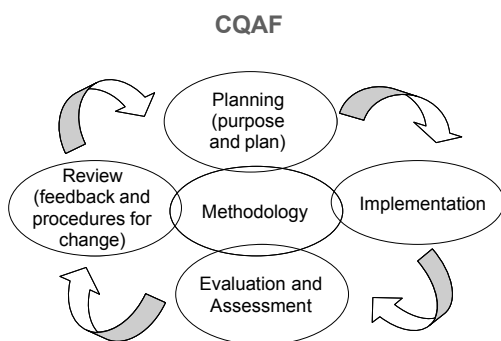 CQAF
Planning
(purpose
and plan)
Review
(feedback and
procedures for
change)
Methodology
Implementation
Evaluation and
Assessment